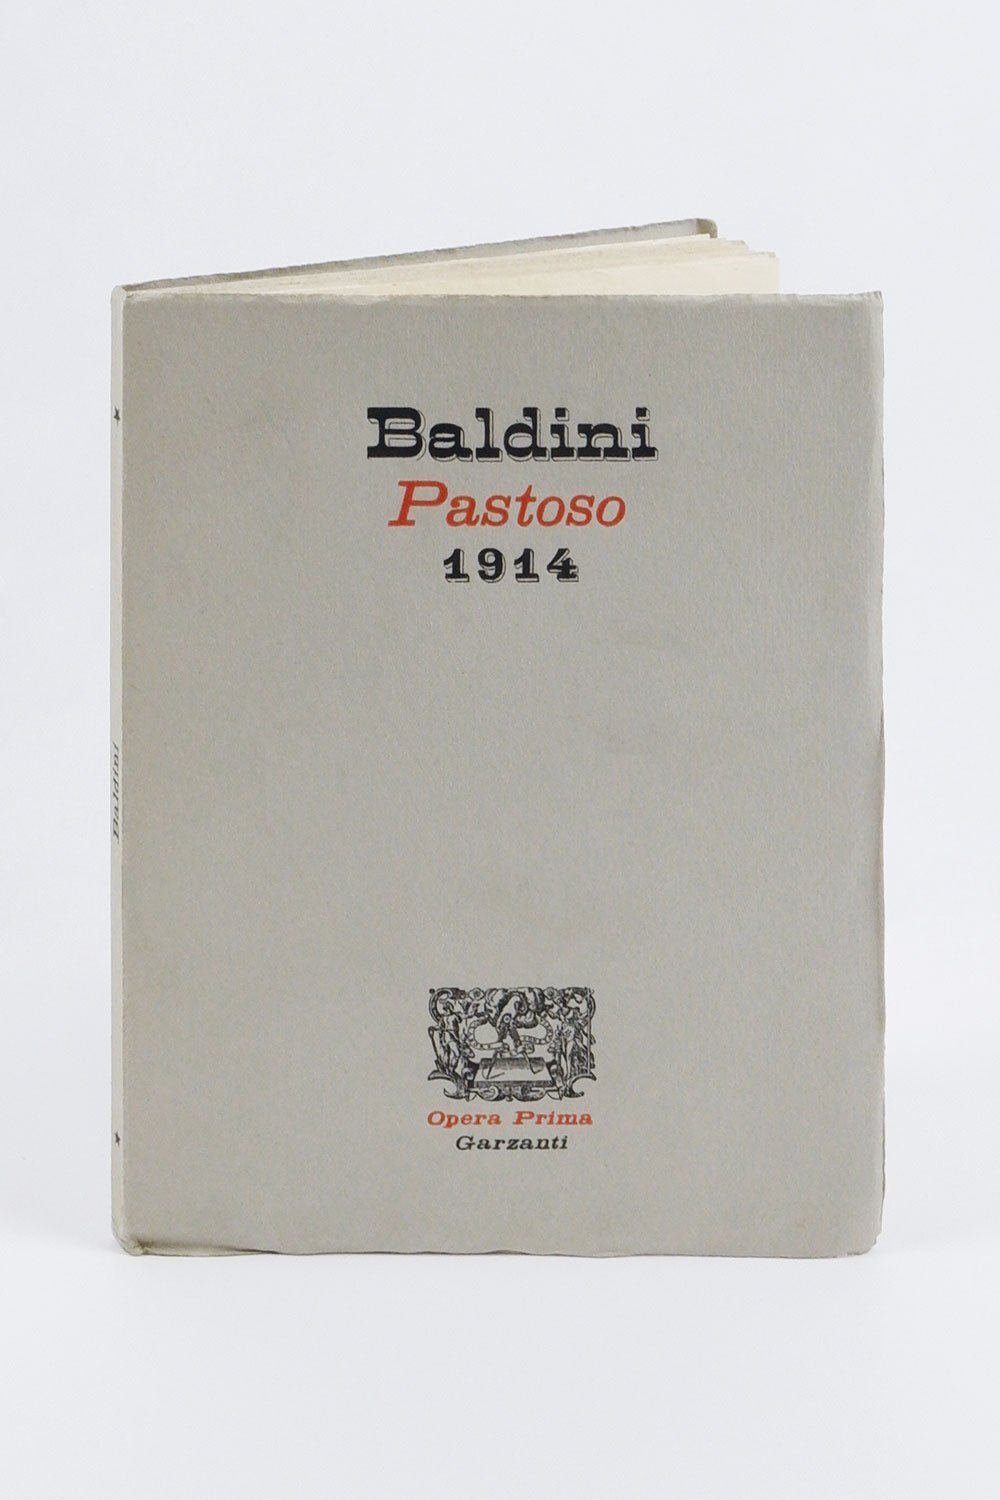 Baldini
Pastoso
1914
Opera Prima
Garzanti
Baldini